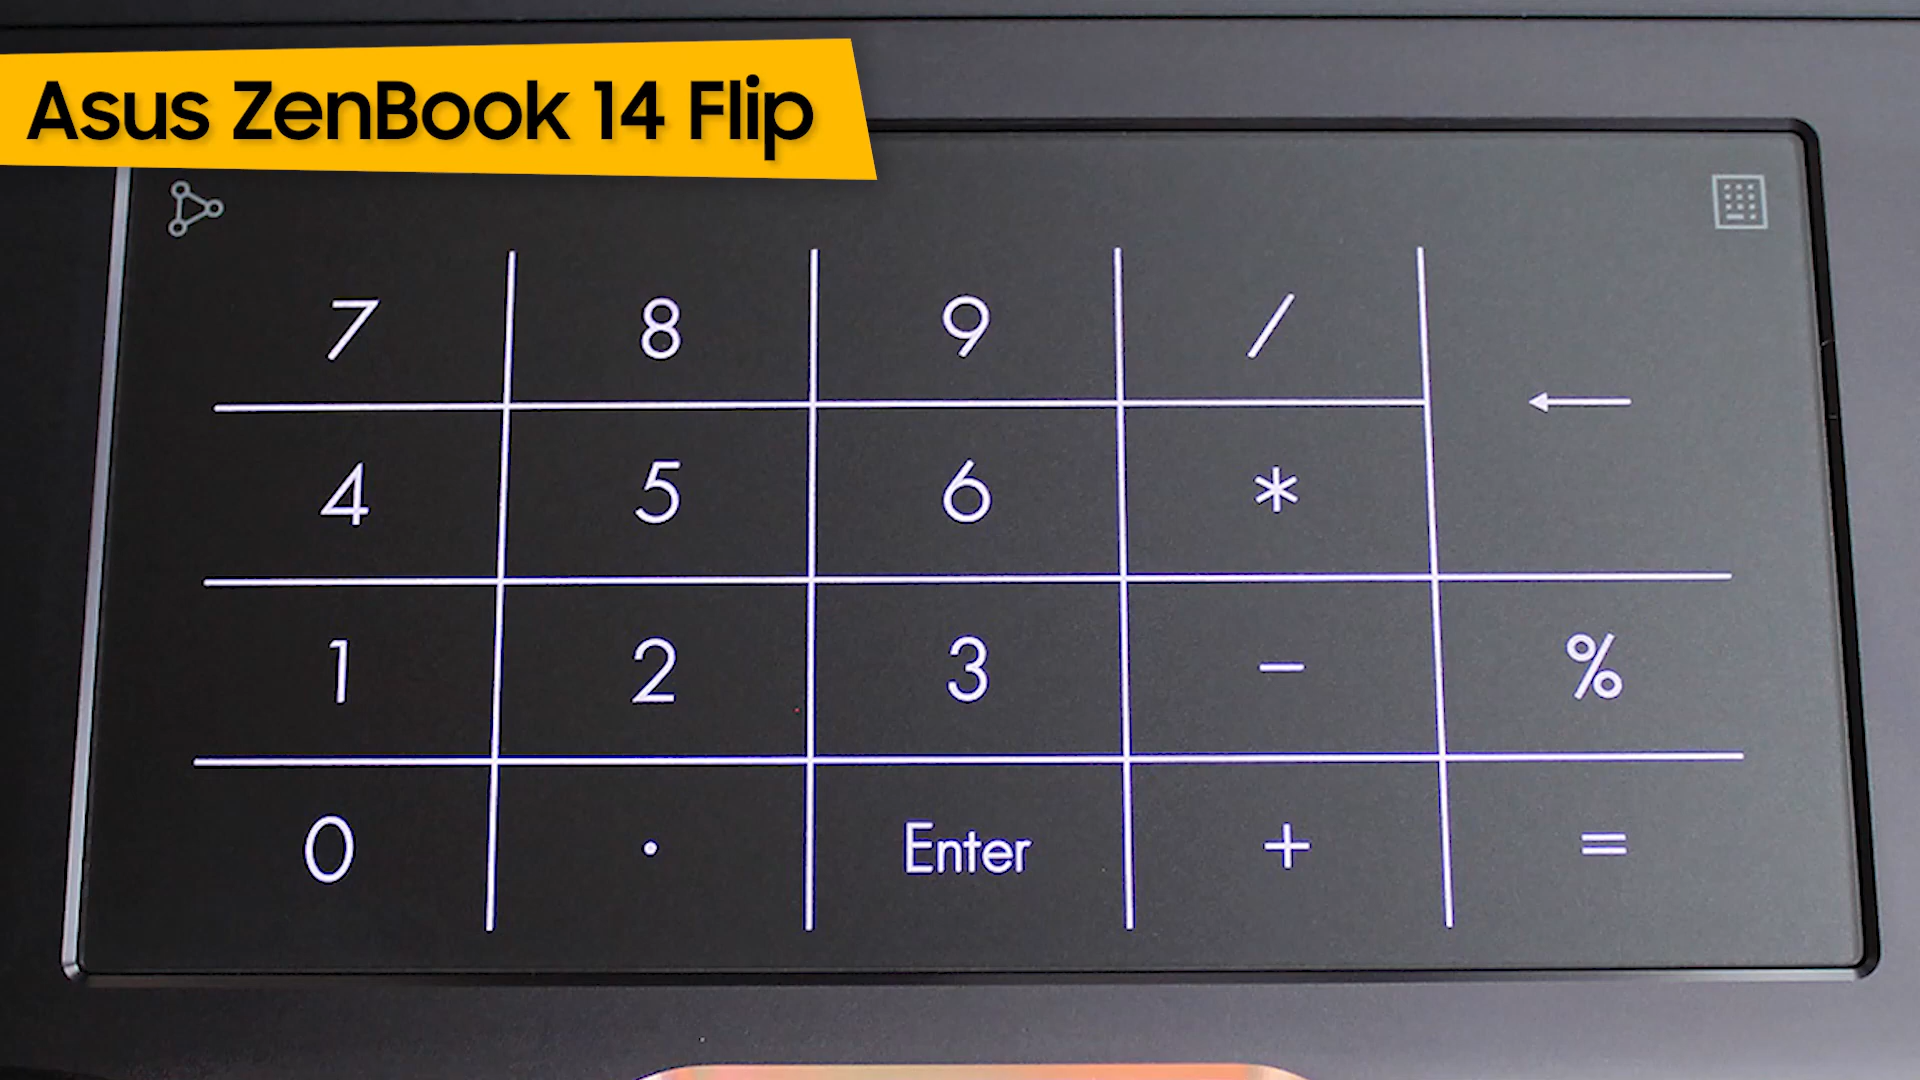 Asus ZenBook 14 Flip
7 8 9 /
←
4 5 6 *
1 2 3 − %
0 . Enter + =